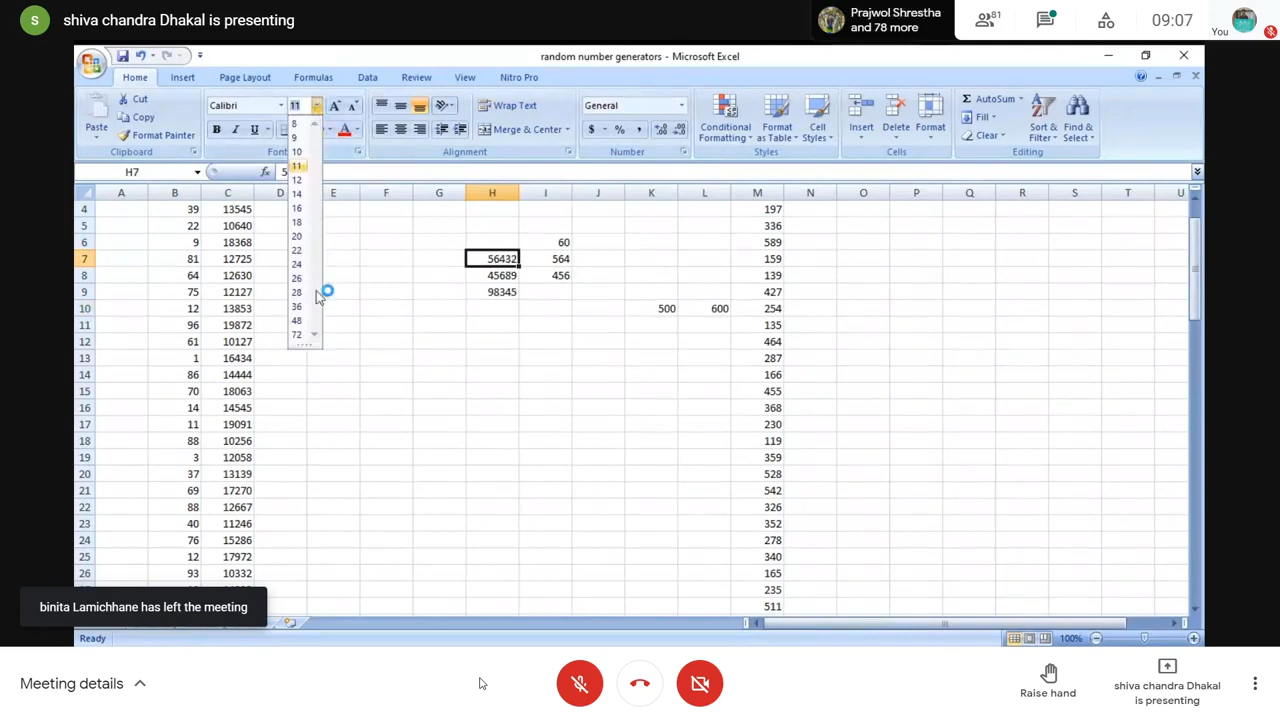 S shiva chandra Dhakal is presenting
Prajwol Shrestha
and 78 more
81
09:07
You
random number generators - Microsoft Excel
Home Insert Page Layout Formulas Data Review View Nitro Pro
Cut
Copy
Format Painter
Paste
Clipboard
Calibri 11
B I U
Font
Wrap Text
Merge & Center
Alignment
General
$ % ,
Number
Conditional Formatting
Format as Table
Cell Styles
Styles
Insert Delete Format
Cells
AutoSum
Fill
Clear
Sort & Filter
Find & Select
Editing
8
9
10
11
12
14
16
18
20
22
24
26
28
36
48
72
H7 fx 5
A B C D E F G H I J K L M N O P Q R S T U
4 39 13545 197
5 22 10640 336
6 9 18368 60 589
7 81 12725 56432 564 159
8 64 12630 45689 456 139
9 75 12127 98345 427
10 12 13853 500 600 254
11 96 19872 135
12 61 10127 464
13 1 16434 287
14 86 14444 166
15 70 18063 455
16 14 14545 368
17 11 19091 230
18 88 10256 119
19 3 12058 359
20 37 13139 528
21 69 17270 542
22 88 12667 326
23 40 11246 352
24 76 15286 278
25 12 17972 340
26 93 10332 165
235
511
binita Lamichhane has left the meeting
Ready 100%
Meeting details
Raise hand
shiva chandra Dhakal
is presenting